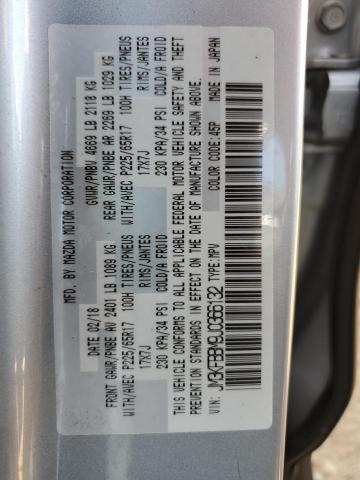 MFD. BY MAZDA MOTOR CORPORATION
DATE 02/18 GVWR/PNBV 4669 LB 2118 KG
FRONT GAWR/PNBE AV 2401 LB 1089 KG REAR GAWR/PNBE AR 2269 LB 1029 KG
WITH/AVEC P225/65R17 100H TIRES/PNEUS WITH/AVEC P225/65R17 100H TIRES/PNEUS
17X7J RIMS/JANTES 17X7J RIMS/JANTES
230 KPA/34 PSI COLD/A FROID 230 KPA/34 PSI COLD/A FROID
THIS VEHICLE CONFORMS TO ALL APPLICABLE FEDERAL MOTOR VEHICLE SAFETY AND THEFT
PREVENTION STANDARDS IN EFFECT ON THE DATE OF MANUFACTURE SHOWN ABOVE.
VIN: JM3KFBBM9J0366132 COLOR CODE: 45P MADE IN JAPAN
TYPE: MPV